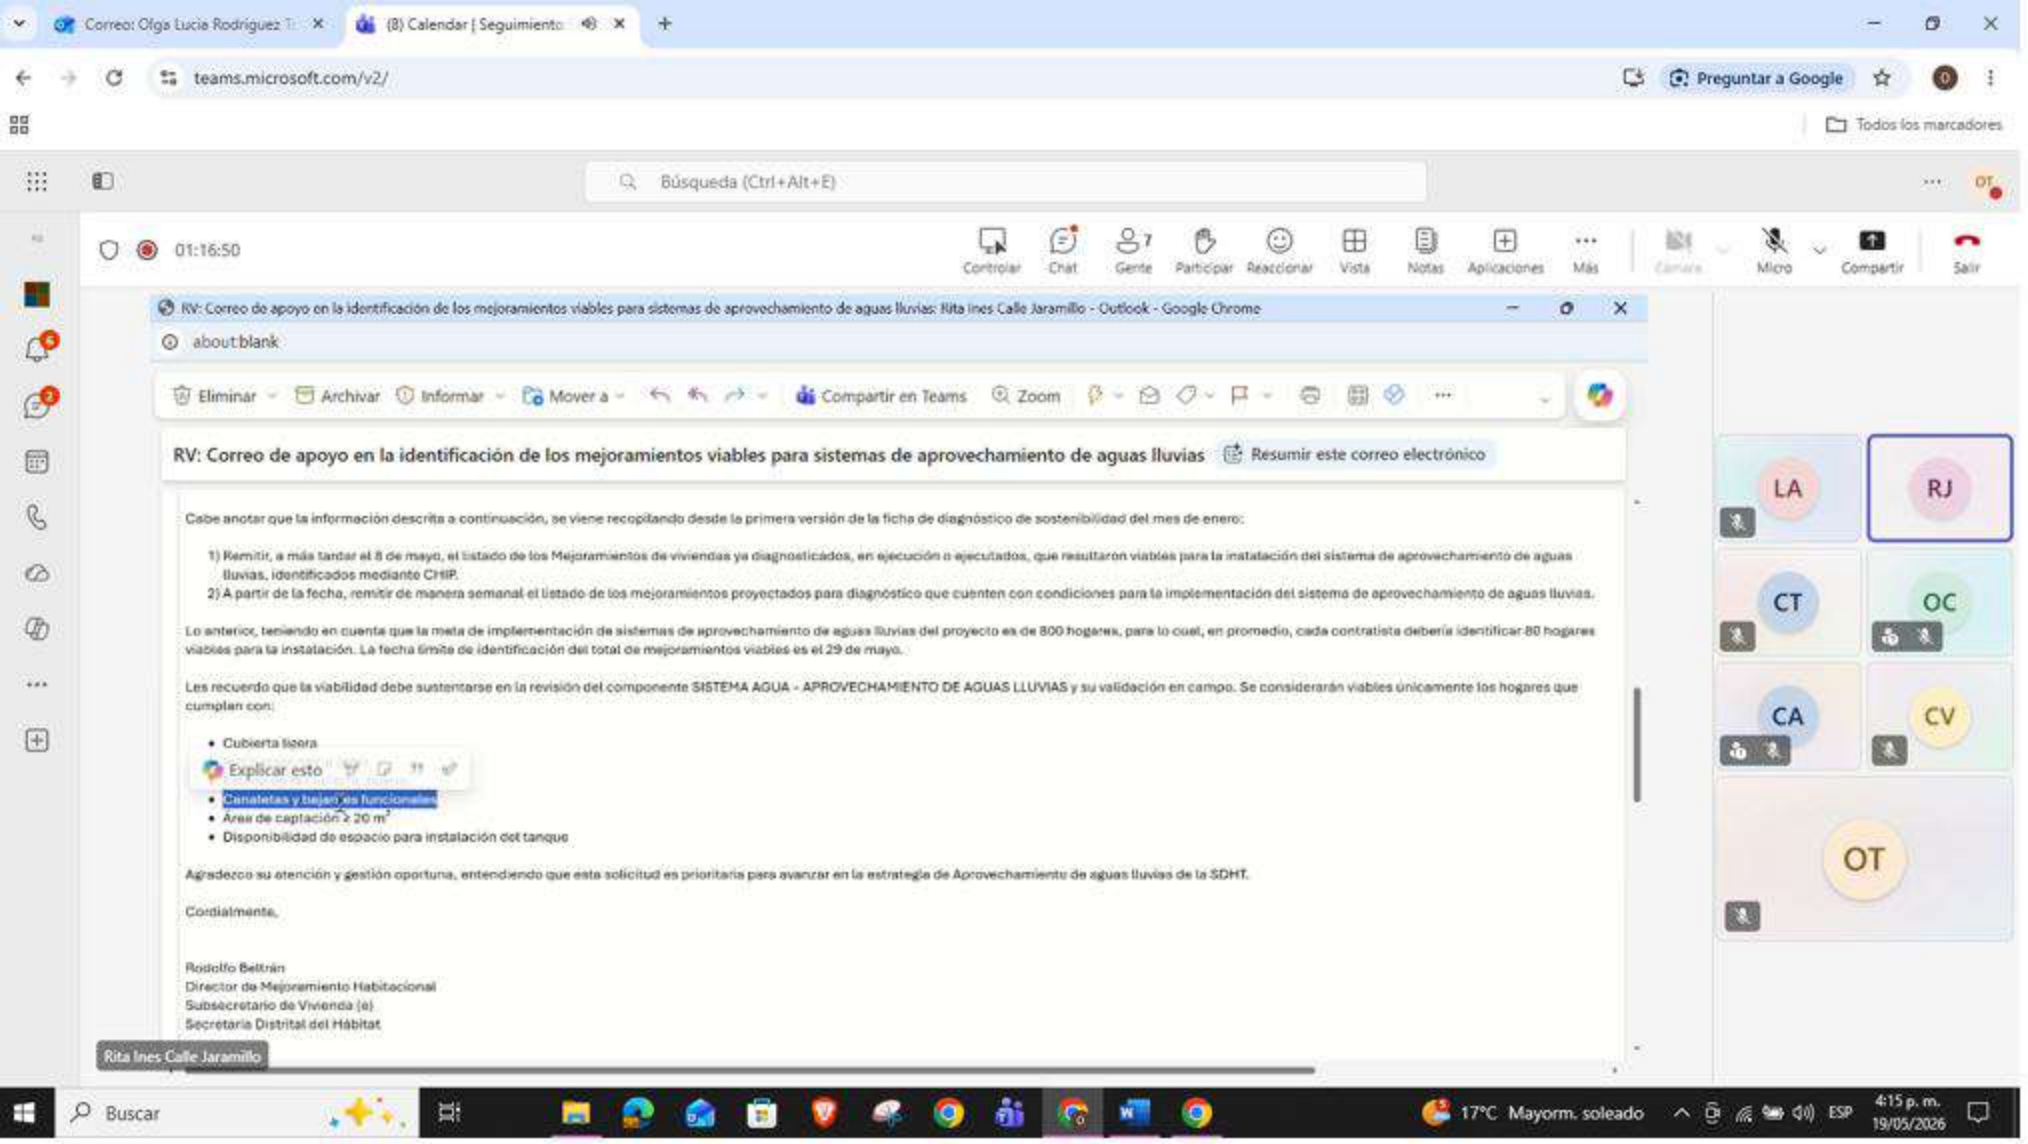 Correo: Olga Lucia Rodriguez T
(8) Calendar | Seguimiento
teams.microsoft.com/v2/
Preguntar a Google
Todos los marcadores
Búsqueda (Ctrl+Alt+E)
OT
01:16:50
Controlar
Chat
7
Gente
Participar
Reaccionar
Vista
Notas
Aplicaciones
Más
Cámara
Micro
Compartir
Salir
RV: Correo de apoyo en la identificación de los mejoramientos viables para sistemas de aprovechamiento de aguas lluvias: Rita Ines Calle Jaramillo - Outlook - Google Chrome
about:blank
Eliminar
Archivar
Informar
Mover a
Compartir en Teams
Zoom
RV: Correo de apoyo en la identificación de los mejoramientos viables para sistemas de aprovechamiento de aguas lluvias
Resumir este correo electrónico
Cabe anotar que la información descrita a continuación, se viene recopilando desde la primera versión de la ficha de diagnóstico de sostenibilidad del mes de enero:
1) Remitir, a más tardar el 8 de mayo, el listado de los Mejoramientos de viviendas ya diagnosticados, en ejecución o ejecutados, que resultaron viables para la instalación del sistema de aprovechamiento de aguas
lluvias, identificados mediante CHIP.
2) A partir de la fecha, remitir de manera semanal el listado de los mejoramientos proyectados para diagnóstico que cuenten con condiciones para la implementación del sistema de aprovechamiento de aguas lluvias.
Lo anterior, teniendo en cuenta que la meta de implementación de sistemas de aprovechamiento de aguas lluvias del proyecto es de 800 hogares, para lo cual, en promedio, cada contratista debería identificar 80 hogares
viables para la instalación. La fecha límite de identificación del total de mejoramientos viables es el 29 de mayo.
Les recuerdo que la viabilidad debe sustentarse en la revisión del componente SISTEMA AGUA - APROVECHAMIENTO DE AGUAS LLUVIAS y su validación en campo. Se considerarán viables únicamente los hogares que
cumplan con:
• Cubierta ligera
Explicar esto
• Canaletas y bajantes funcionales
• Área de captación ≥ 20 m²
• Disponibilidad de espacio para instalación del tanque
Agradezco su atención y gestión oportuna, entendiendo que esta solicitud es prioritaria para avanzar en la estrategia de Aprovechamiento de aguas lluvias de la SDHT.
Cordialmente,
Rodolfo Beltrán
Director de Mejoramiento Habitacional
Subsecretario de Vivienda (e)
Secretaría Distrital del Hábitat
Rita Ines Calle Jaramillo
LA
RJ
CT
OC
CA
CV
OT
Buscar
17°C Mayorm. soleado
ESP
4:15 p. m.
19/05/2026